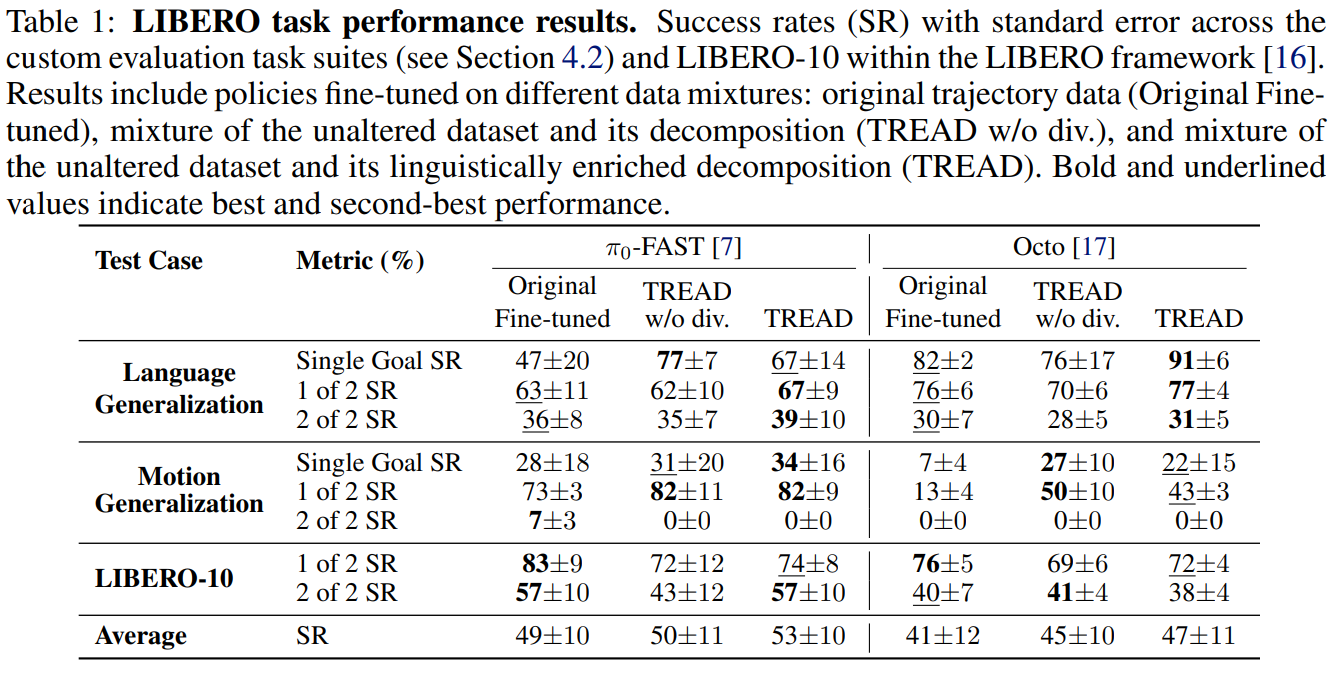 Table 1: LIBERO task performance results. Success rates (SR) with standard error across the
custom evaluation task suites (see Section 4.2) and LIBERO-10 within the LIBERO framework [16].
Results include policies fine-tuned on different data mixtures: original trajectory data (Original Fine-
tuned), mixture of the unaltered dataset and its decomposition (TREAD w/o div.), and mixture of
the unaltered dataset and its linguistically enriched decomposition (TREAD). Bold and underlined
values indicate best and second-best performance.
Test Case Metric (%) π0-FAST [7] Octo [17]
Original TREAD Original TREAD
Fine-tuned w/o div. TREAD Fine-tuned w/o div. TREAD
Language Generalization Single Goal SR 47±20 77±7 67±14 82±2 76±17 91±6
1 of 2 SR 63±11 62±10 67±9 76±6 70±6 77±4
2 of 2 SR 36±8 35±7 39±10 30±7 28±5 31±5
Motion Generalization Single Goal SR 28±18 31±20 34±16 7±4 27±10 22±15
1 of 2 SR 73±3 82±11 82±9 13±4 50±10 43±3
2 of 2 SR 7±3 0±0 0±0 0±0 0±0 0±0
LIBERO-10 1 of 2 SR 83±9 72±12 74±8 76±5 69±6 72±4
2 of 2 SR 57±10 43±12 57±10 40±7 41±4 38±4
Average SR 49±10 50±11 53±10 41±12 45±10 47±11